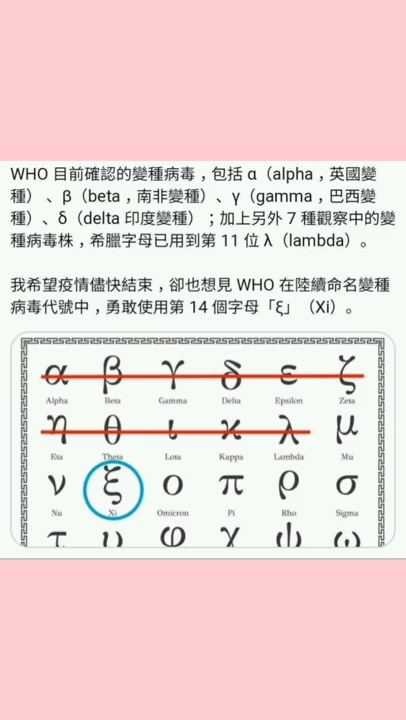 WHO 目前確認的變種病毒，包括 α（alpha，英國變
種）、β（beta，南非變種）、γ（gamma，巴西變
種）、δ（delta 印度變種）；加上另外 7 種觀察中的變
種病毒株，希臘字母已用到第 11 位 λ（lambda）。
我希望疫情儘快結束，卻也想見 WHO 在陸續命名變種
病毒代號中，勇敢使用第 14 個字母「ξ」（Xi）。
α β γ δ ε ζ
Alpha Beta Gamma Delta Epsilon Zeta
η θ ι ϰ λ μ
Eta Theta Lota Kappa Lambda Mu
ν ξ ο π ρ σ
Nu Xi Omicron Pi Rho Sigma
τ υ φ χ ψ ω